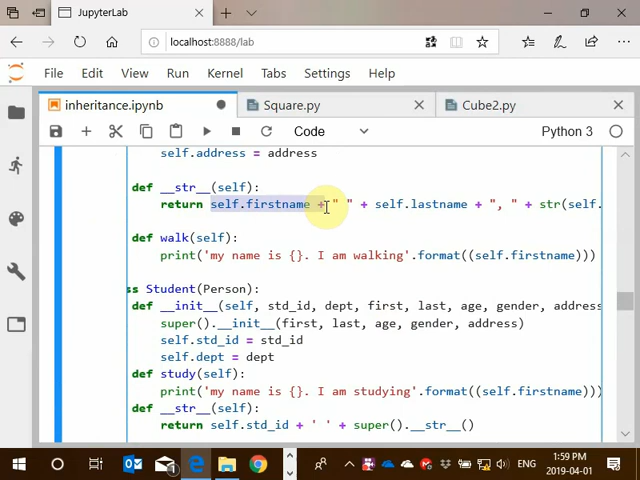 JupyterLab
localhost:8888/lab
File Edit View Run Kernel Tabs Settings Help
inheritance.ipynb Square.py Cube2.py
Code Python 3
self.address = address
def __str__(self):
return self.firstname + " " + self.lastname + ", " + str(self.
def walk(self):
print('my name is {}. I am walking'.format((self.firstname)))
ss Student(Person):
def __init__(self, std_id, dept, first, last, age, gender, address
super().__init__(first, last, age, gender, address)
self.std_id = std_id
self.dept = dept
def study(self):
print('my name is {}. I am studying'.format((self.firstname)))
def __str__(self):
return self.std_id + ' ' + super().__str__()
1:59 PM
ENG
2019-04-01